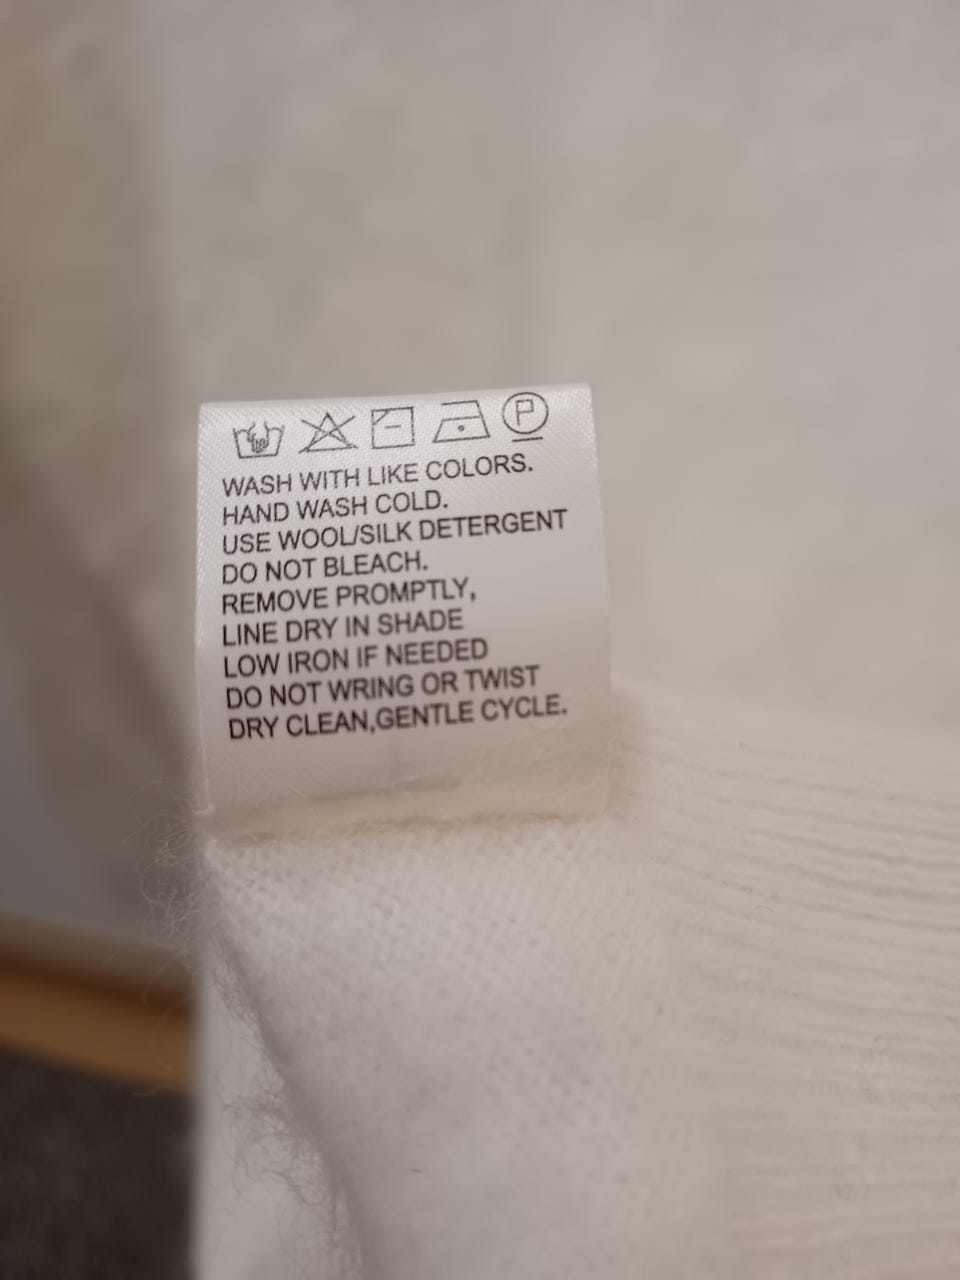 P
WASH WITH LIKE COLORS.
HAND WASH COLD.
USE WOOL/SILK DETERGENT
DO NOT BLEACH.
REMOVE PROMPTLY,
LINE DRY IN SHADE
LOW IRON IF NEEDED
DO NOT WRING OR TWIST
DRY CLEAN,GENTLE CYCLE.